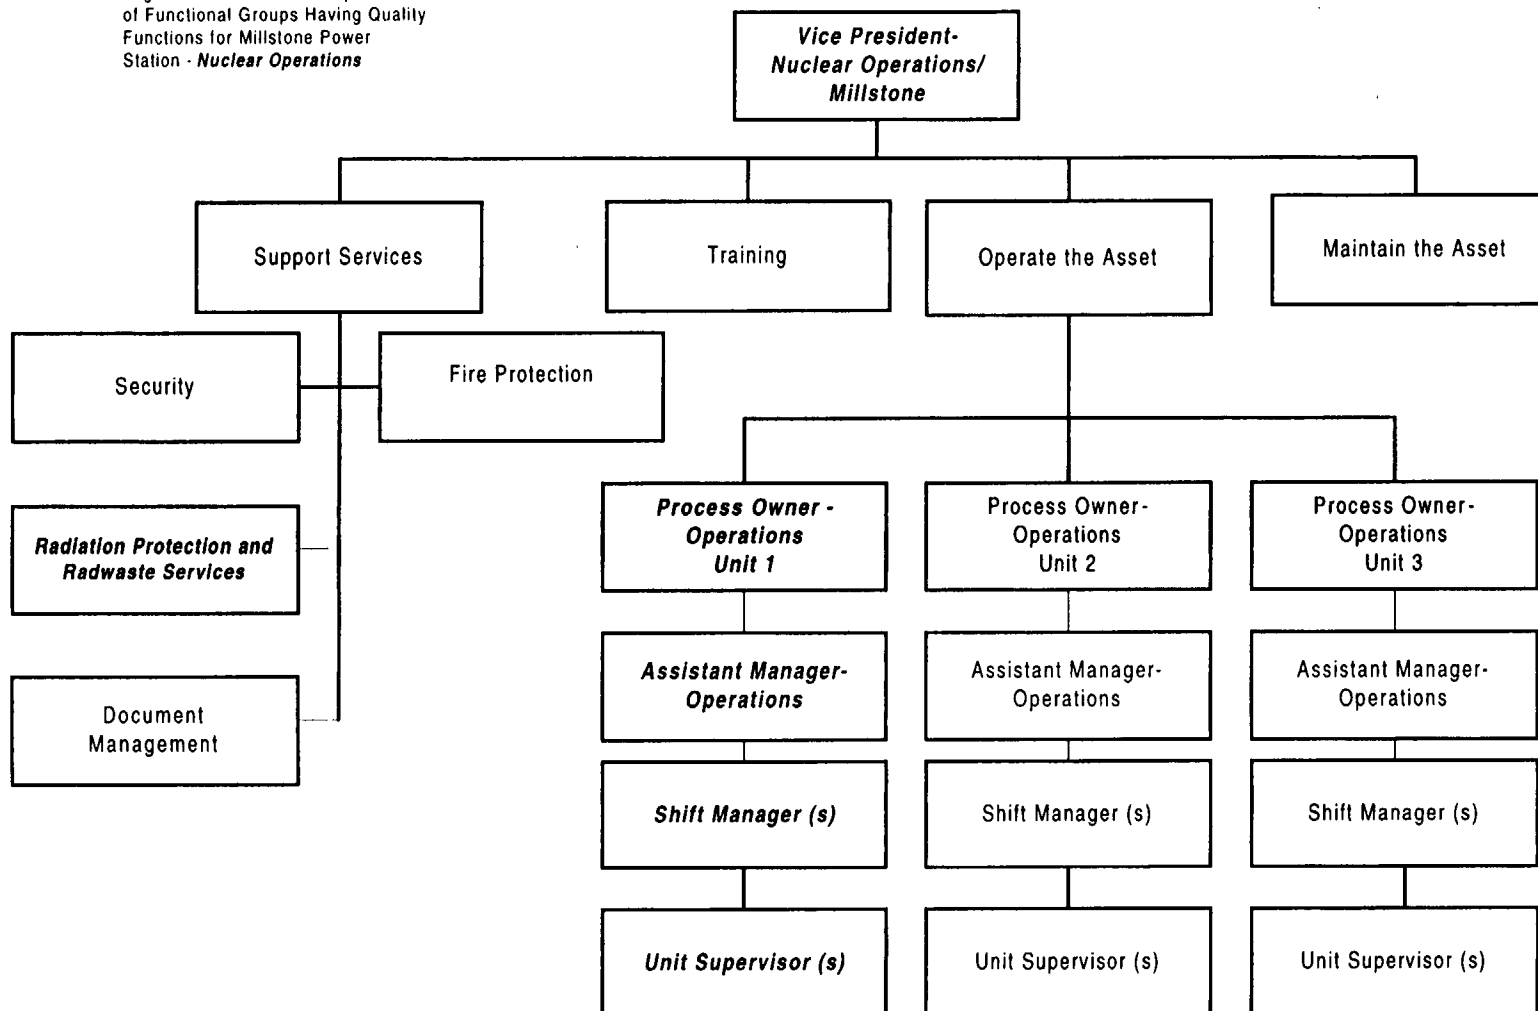 of Functional Groups Having Quality
Functions for Millstone Power
Station - Nuclear Operations
Vice President-
Nuclear Operations/
Millstone
Support Services
Training
Operate the Asset
Maintain the Asset
Security
Fire Protection
Radiation Protection and
Radwaste Services
Document
Management
Process Owner -
Operations
Unit 1
Process Owner-
Operations
Unit 2
Process Owner-
Operations
Unit 3
Assistant Manager-
Operations
Assistant Manager-
Operations
Assistant Manager-
Operations
Shift Manager (s)
Shift Manager (s)
Shift Manager (s)
Unit Supervisor (s)
Unit Supervisor (s)
Unit Supervisor (s)